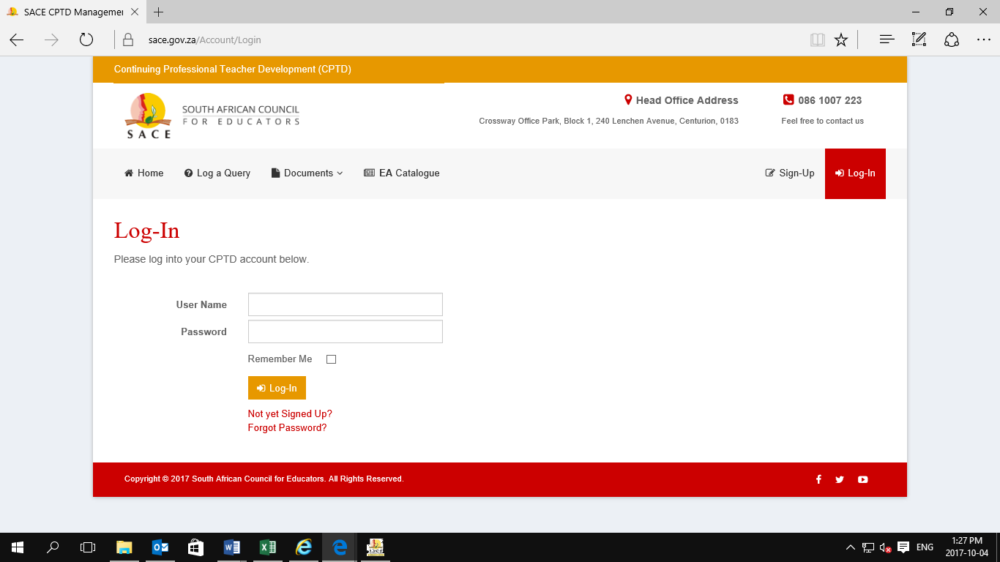 SACE CPTD Managemer
sace.gov.za/Account/Login
Continuing Professional Teacher Development (CPTD)
SACE
SOUTH AFRICAN COUNCIL
FOR EDUCATORS
Head Office Address
Crossway Office Park, Block 1, 240 Lenchen Avenue, Centurion, 0183
086 1007 223
Feel free to contact us
Home Log a Query Documents EA Catalogue Sign-Up Log-In
Log-In
Please log into your CPTD account below.
User Name
Password
Remember Me
Log-In
Not yet Signed Up?
Forgot Password?
Copyright © 2017 South African Council for Educators. All Rights Reserved.
ENG
1:27 PM
2017-10-04